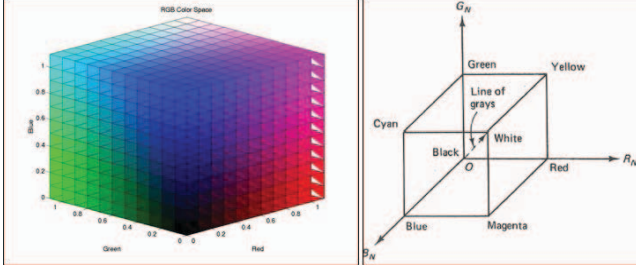 RGB Color Space
Blue
1
0.8
0.6
0.4
0.2
0
1
0.8
0.6
0.4
0.2
0
0
0.2
0.4
0.6
0.8
1
Green
Red
G_N
Green
Yellow
Line of
grays
Cyan
White
Black
O
Red
R_N
Blue
Magenta
B_N